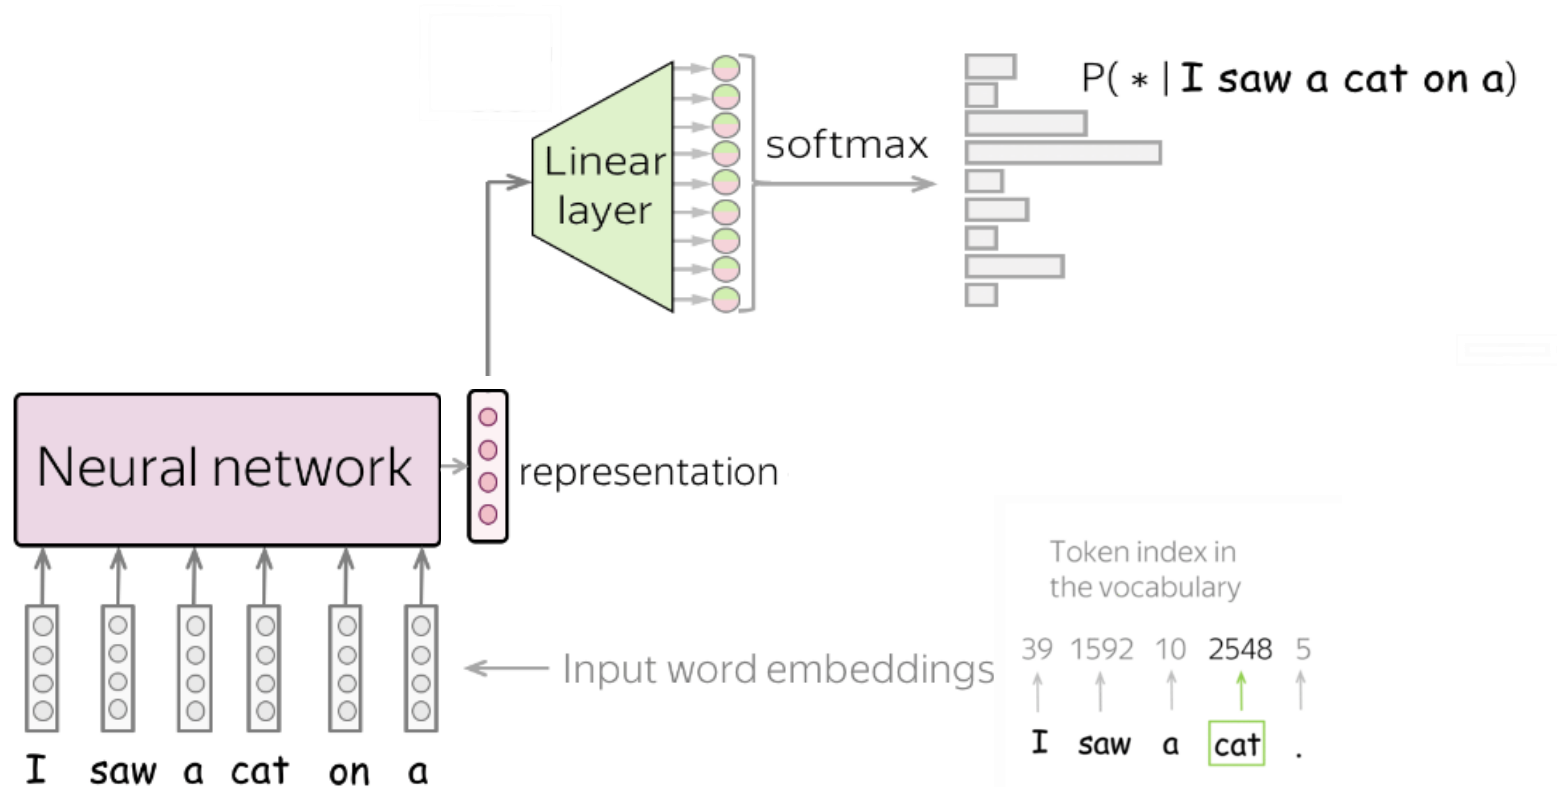 P( * | I saw a cat on a)
softmax
Linear
layer
Neural network
representation
Token index in
the vocabulary
39 1592 10 2548 5
Input word embeddings
I saw a cat .
I saw a cat on a